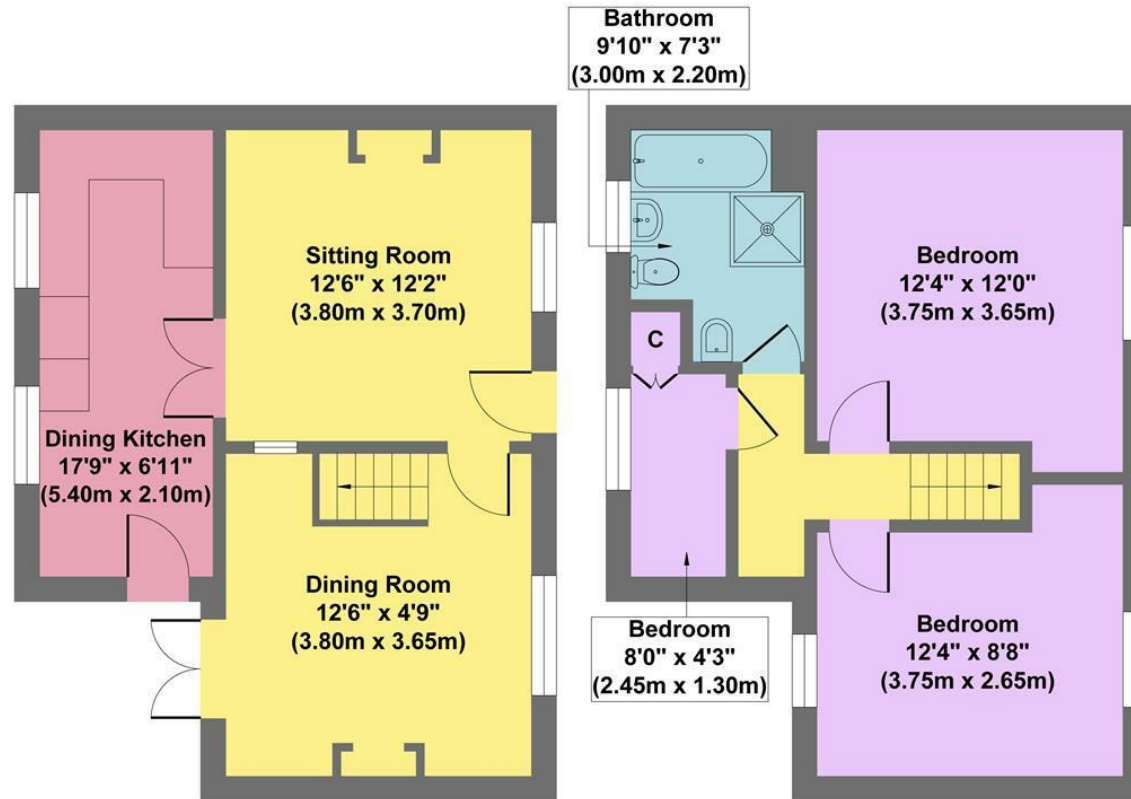 Bathroom
9'10" x 7'3"
(3.00m x 2.20m)
Sitting Room
12'6" x 12'2"
(3.80m x 3.70m)
Bedroom
12'4" x 12'0"
(3.75m x 3.65m)
C
Dining Kitchen
17'9" x 6'11"
(5.40m x 2.10m)
Dining Room
12'6" x 4'9"
(3.80m x 3.65m)
Bedroom
8'0" x 4'3"
(2.45m x 1.30m)
Bedroom
12'4" x 8'8"
(3.75m x 2.65m)